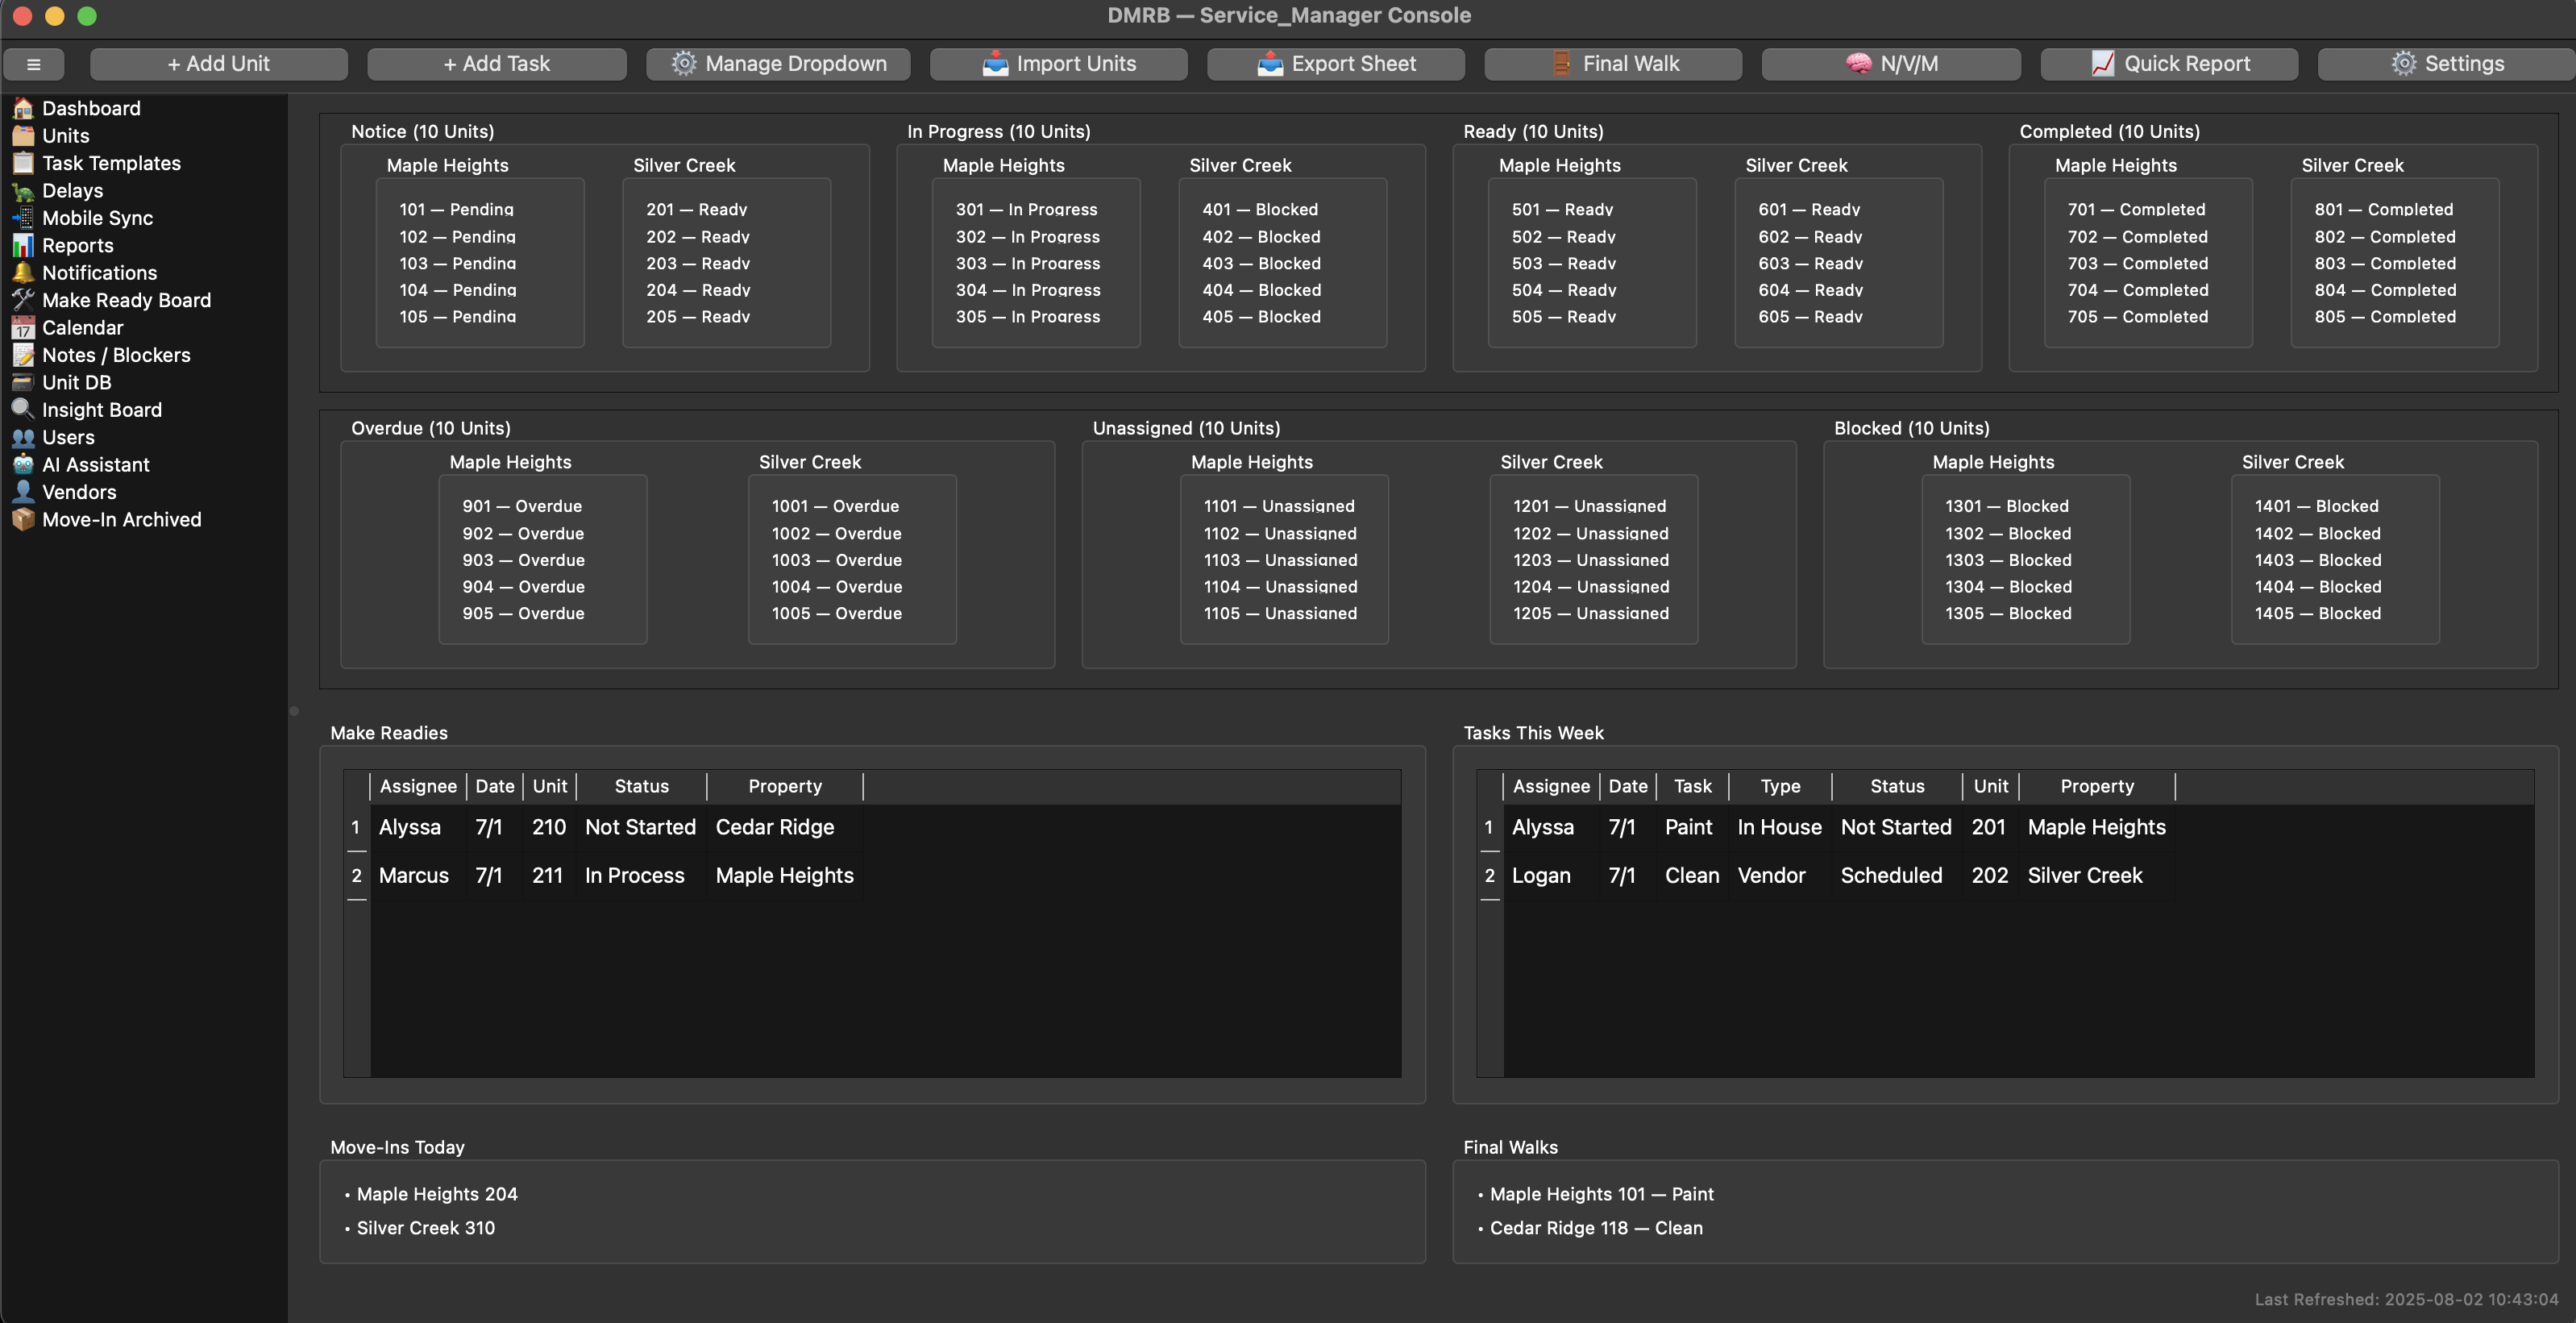 DMRB — Service_Manager Console
≡ + Add Unit + Add Task Manage Dropdown Import Units Export Sheet Final Walk N/V/M Quick Report Settings
Dashboard
Units
Task Templates
Delays
Mobile Sync
Reports
Notifications
Make Ready Board
17 Calendar
Notes / Blockers
Unit DB
Insight Board
Users
AI Assistant
Vendors
Move-In Archived
Notice (10 Units)
Maple Heights
101 — Pending
102 — Pending
103 — Pending
104 — Pending
105 — Pending
Silver Creek
201 — Ready
202 — Ready
203 — Ready
204 — Ready
205 — Ready
In Progress (10 Units)
Maple Heights
301 — In Progress
302 — In Progress
303 — In Progress
304 — In Progress
305 — In Progress
Silver Creek
401 — Blocked
402 — Blocked
403 — Blocked
404 — Blocked
405 — Blocked
Ready (10 Units)
Maple Heights
501 — Ready
502 — Ready
503 — Ready
504 — Ready
505 — Ready
Silver Creek
601 — Ready
602 — Ready
603 — Ready
604 — Ready
605 — Ready
Completed (10 Units)
Maple Heights
701 — Completed
702 — Completed
703 — Completed
704 — Completed
705 — Completed
Silver Creek
801 — Completed
802 — Completed
803 — Completed
804 — Completed
805 — Completed
Overdue (10 Units)
Maple Heights
901 — Overdue
902 — Overdue
903 — Overdue
904 — Overdue
905 — Overdue
Silver Creek
1001 — Overdue
1002 — Overdue
1003 — Overdue
1004 — Overdue
1005 — Overdue
Unassigned (10 Units)
Maple Heights
1101 — Unassigned
1102 — Unassigned
1103 — Unassigned
1104 — Unassigned
1105 — Unassigned
Silver Creek
1201 — Unassigned
1202 — Unassigned
1203 — Unassigned
1204 — Unassigned
1205 — Unassigned
Blocked (10 Units)
Maple Heights
1301 — Blocked
1302 — Blocked
1303 — Blocked
1304 — Blocked
1305 — Blocked
Silver Creek
1401 — Blocked
1402 — Blocked
1403 — Blocked
1404 — Blocked
1405 — Blocked
Make Readies
Assignee Date Unit Status Property
1 Alyssa 7/1 210 Not Started Cedar Ridge
2 Marcus 7/1 211 In Process Maple Heights
Tasks This Week
Assignee Date Task Type Status Unit Property
1 Alyssa 7/1 Paint In House Not Started 201 Maple Heights
2 Logan 7/1 Clean Vendor Scheduled 202 Silver Creek
Move-Ins Today
• Maple Heights 204
• Silver Creek 310
Final Walks
• Maple Heights 101 — Paint
• Cedar Ridge 118 — Clean
Last Refreshed: 2025-08-02 10:43:04